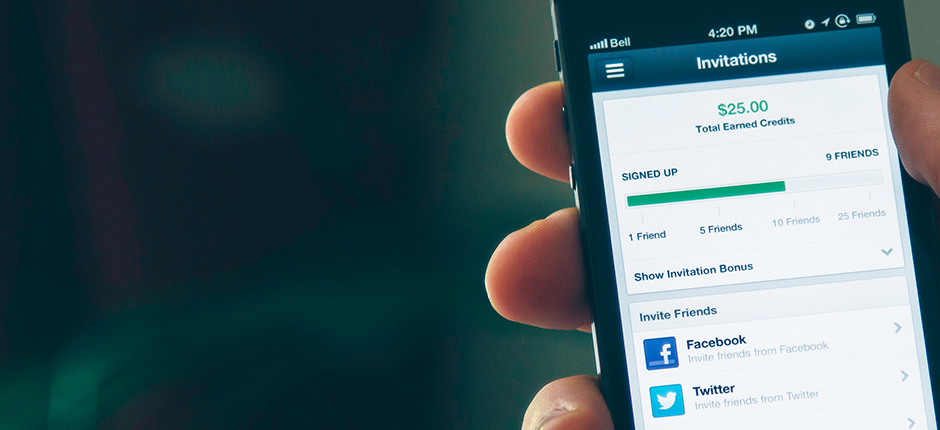 Bell 4:20 PM
Invitations
$25.00
Total Earned Credits
SIGNED UP 9 FRIENDS
1 Friend 5 Friends 10 Friends 25 Friends
Show Invitation Bonus
Invite Friends
Facebook
Invite friends from Facebook
Twitter
Invite friends from Twitter